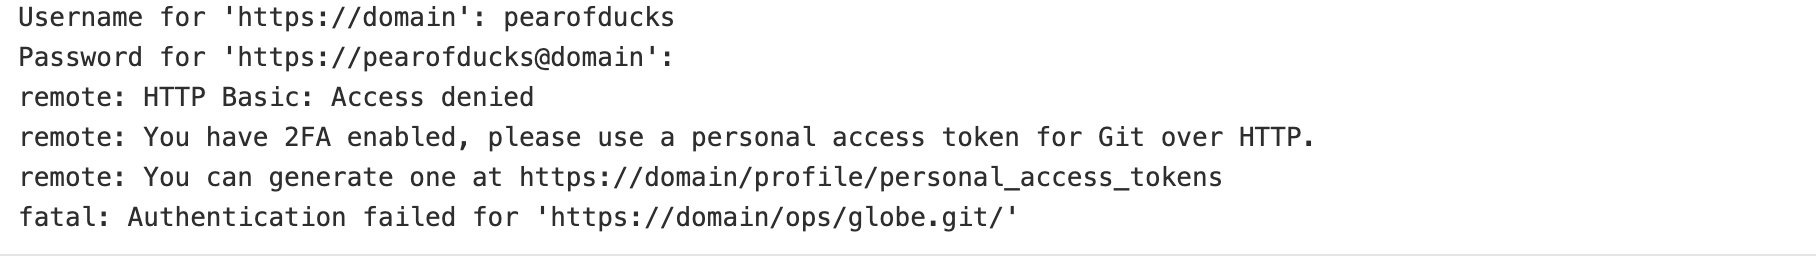 Username for 'https://domain': pearofducks
Password for 'https://pearofducks@domain':
remote: HTTP Basic: Access denied
remote: You have 2FA enabled, please use a personal access token for Git over HTTP.
remote: You can generate one at https://domain/profile/personal_access_tokens
fatal: Authentication failed for 'https://domain/ops/globe.git/'